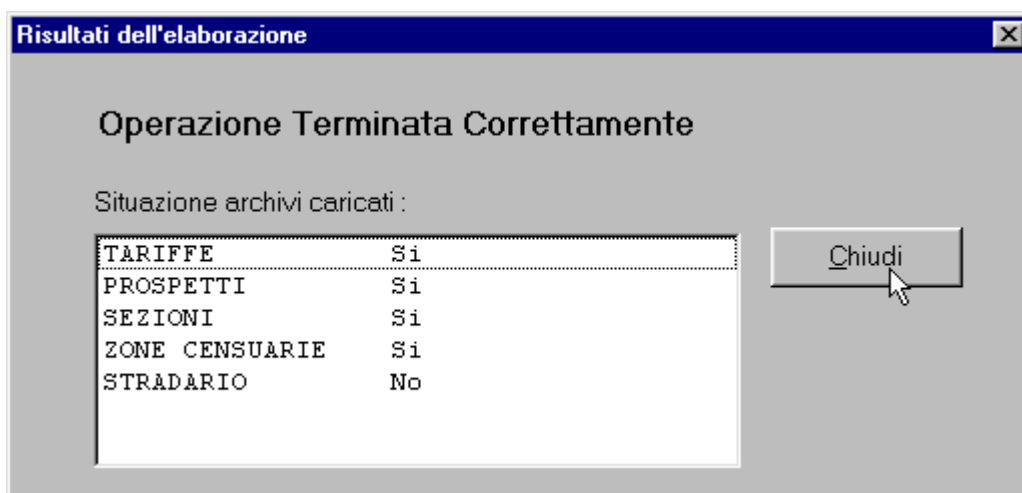 Risultati dell'elaborazione
Operazione Terminata Correttamente
Situazione archivi caricati :
TARIFFE Si
PROSPETTI Si
SEZIONI Si
ZONE CENSUARIE Si
STRADARIO No
Chiudi